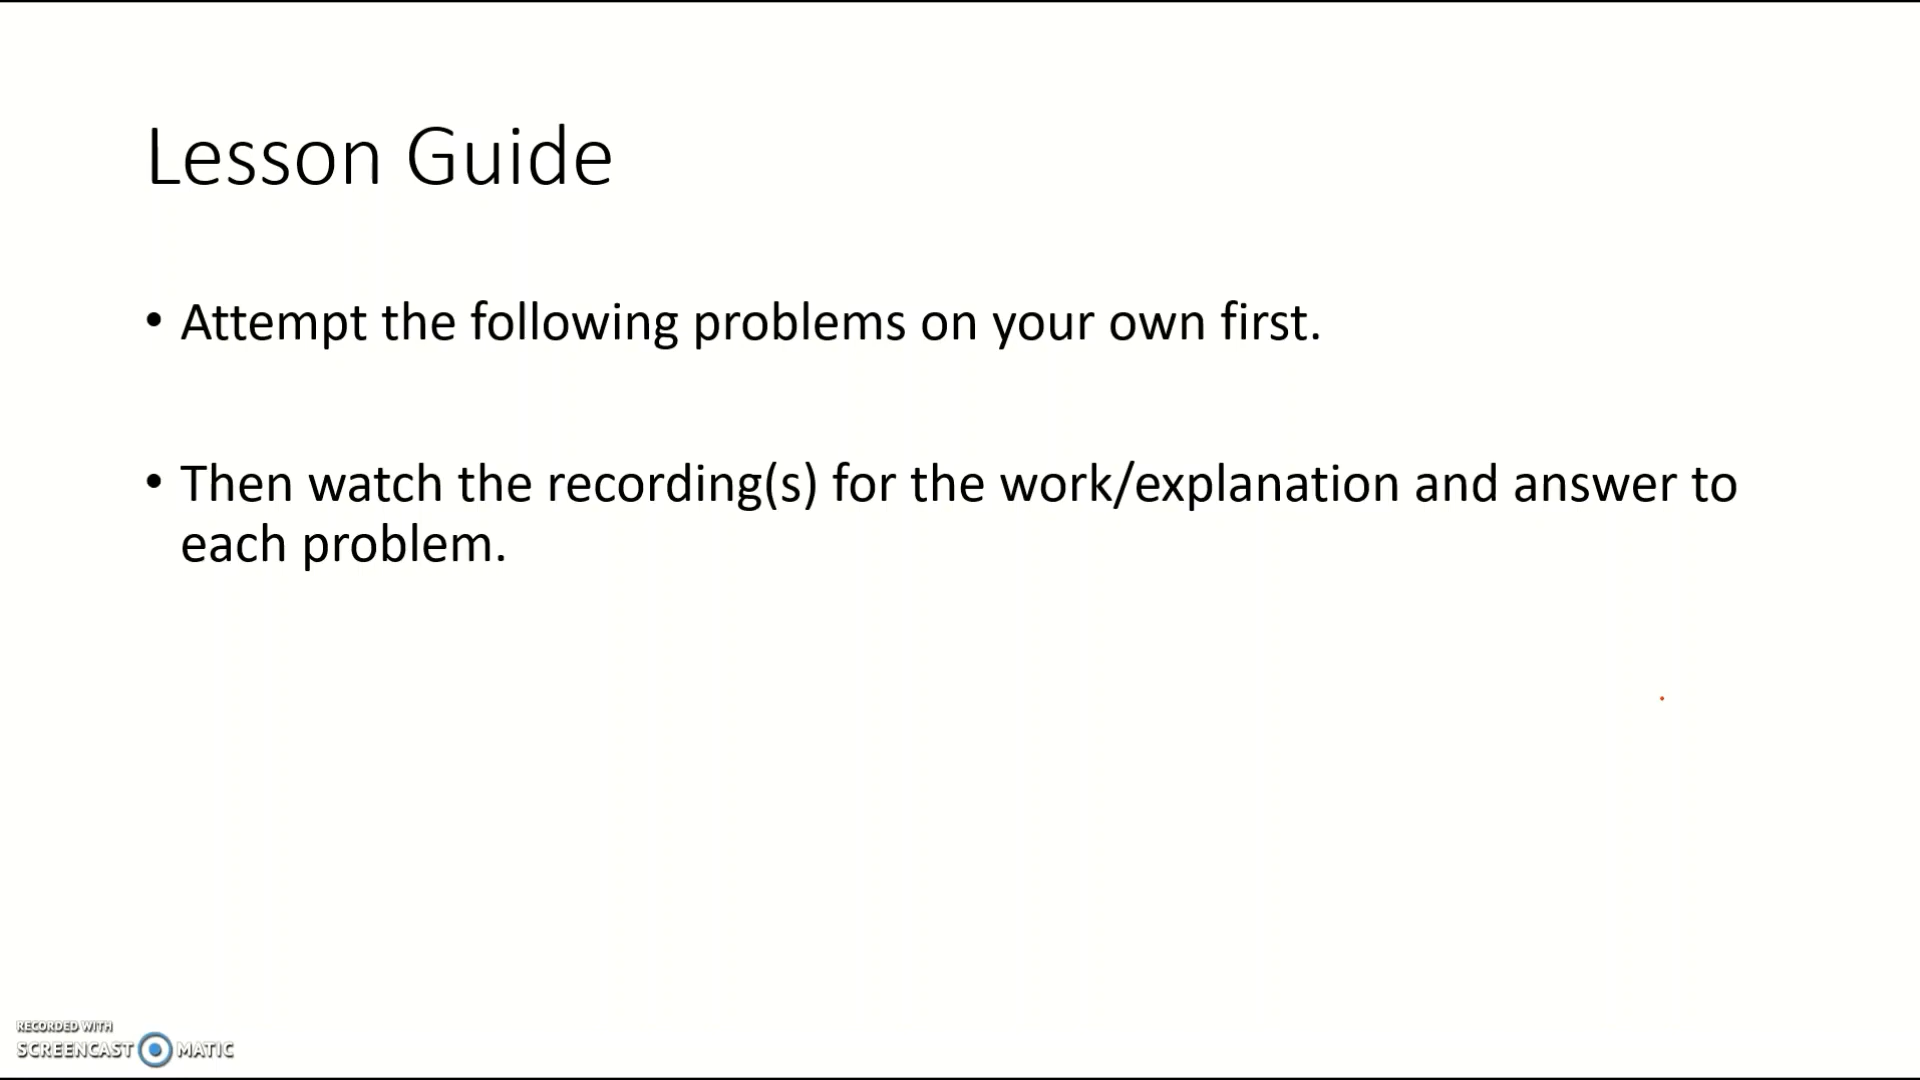 Lesson Guide
• Attempt the following problems on your own first.
• Then watch the recording(s) for the work/explanation and answer to
each problem.
RECORDED WITH
SCREENCAST MATIC